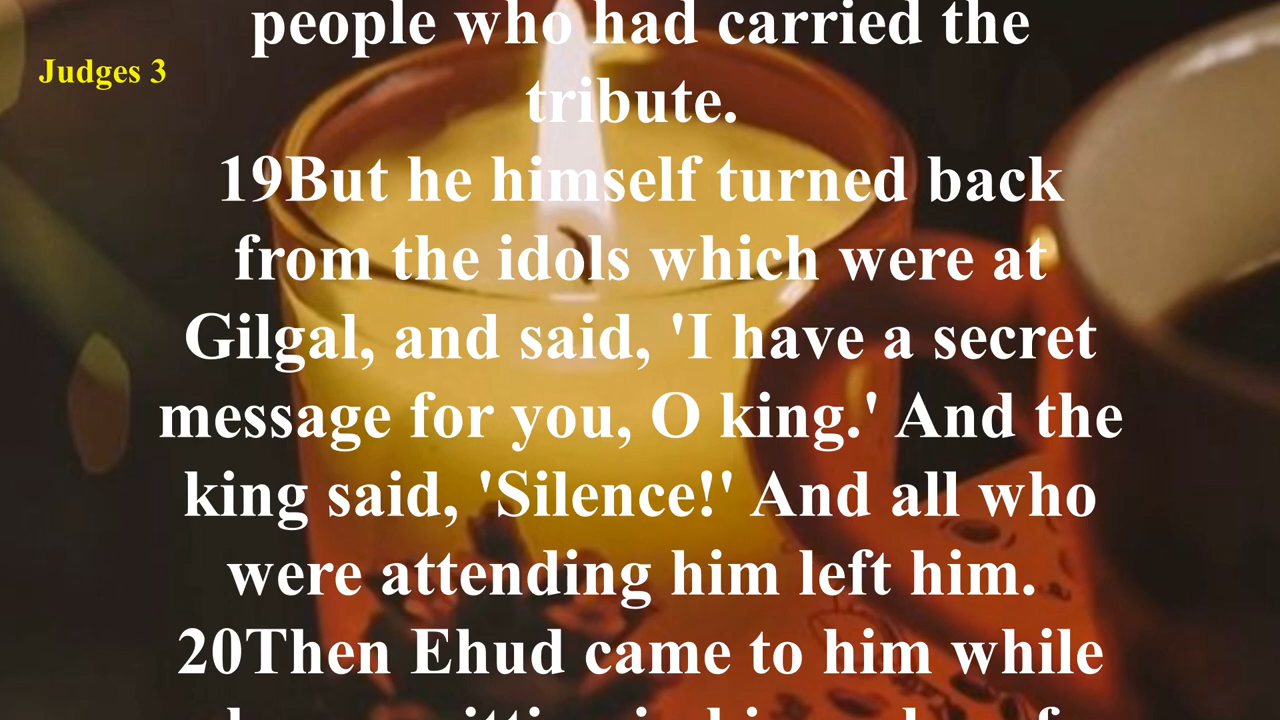 people who had carried the
Judges 3
tribute.
19But he himself turned back
from the idols which were at
Gilgal, and said, 'I have a secret
message for you, O king.' And the
king said, 'Silence!' And all who
were attending him left him.
20Then Ehud came to him while